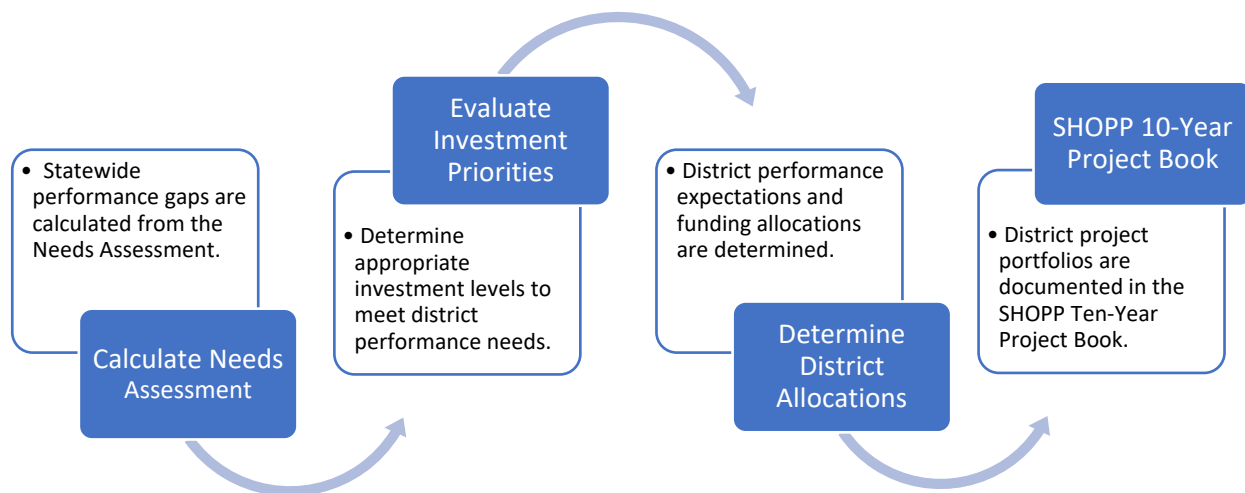 • Statewide
performance gaps are
calculated from the
Needs Assessment.
Calculate Needs
Assessment
Evaluate
Investment
Priorities
• Determine
appropriate
investment levels to
meet district
performance needs.
• District performance
expectations and
funding allocations
are determined.
Determine
District
Allocations
SHOPP 10-Year
Project Book
• District project
portfolios are
documented in the
SHOPP Ten-Year
Project Book.